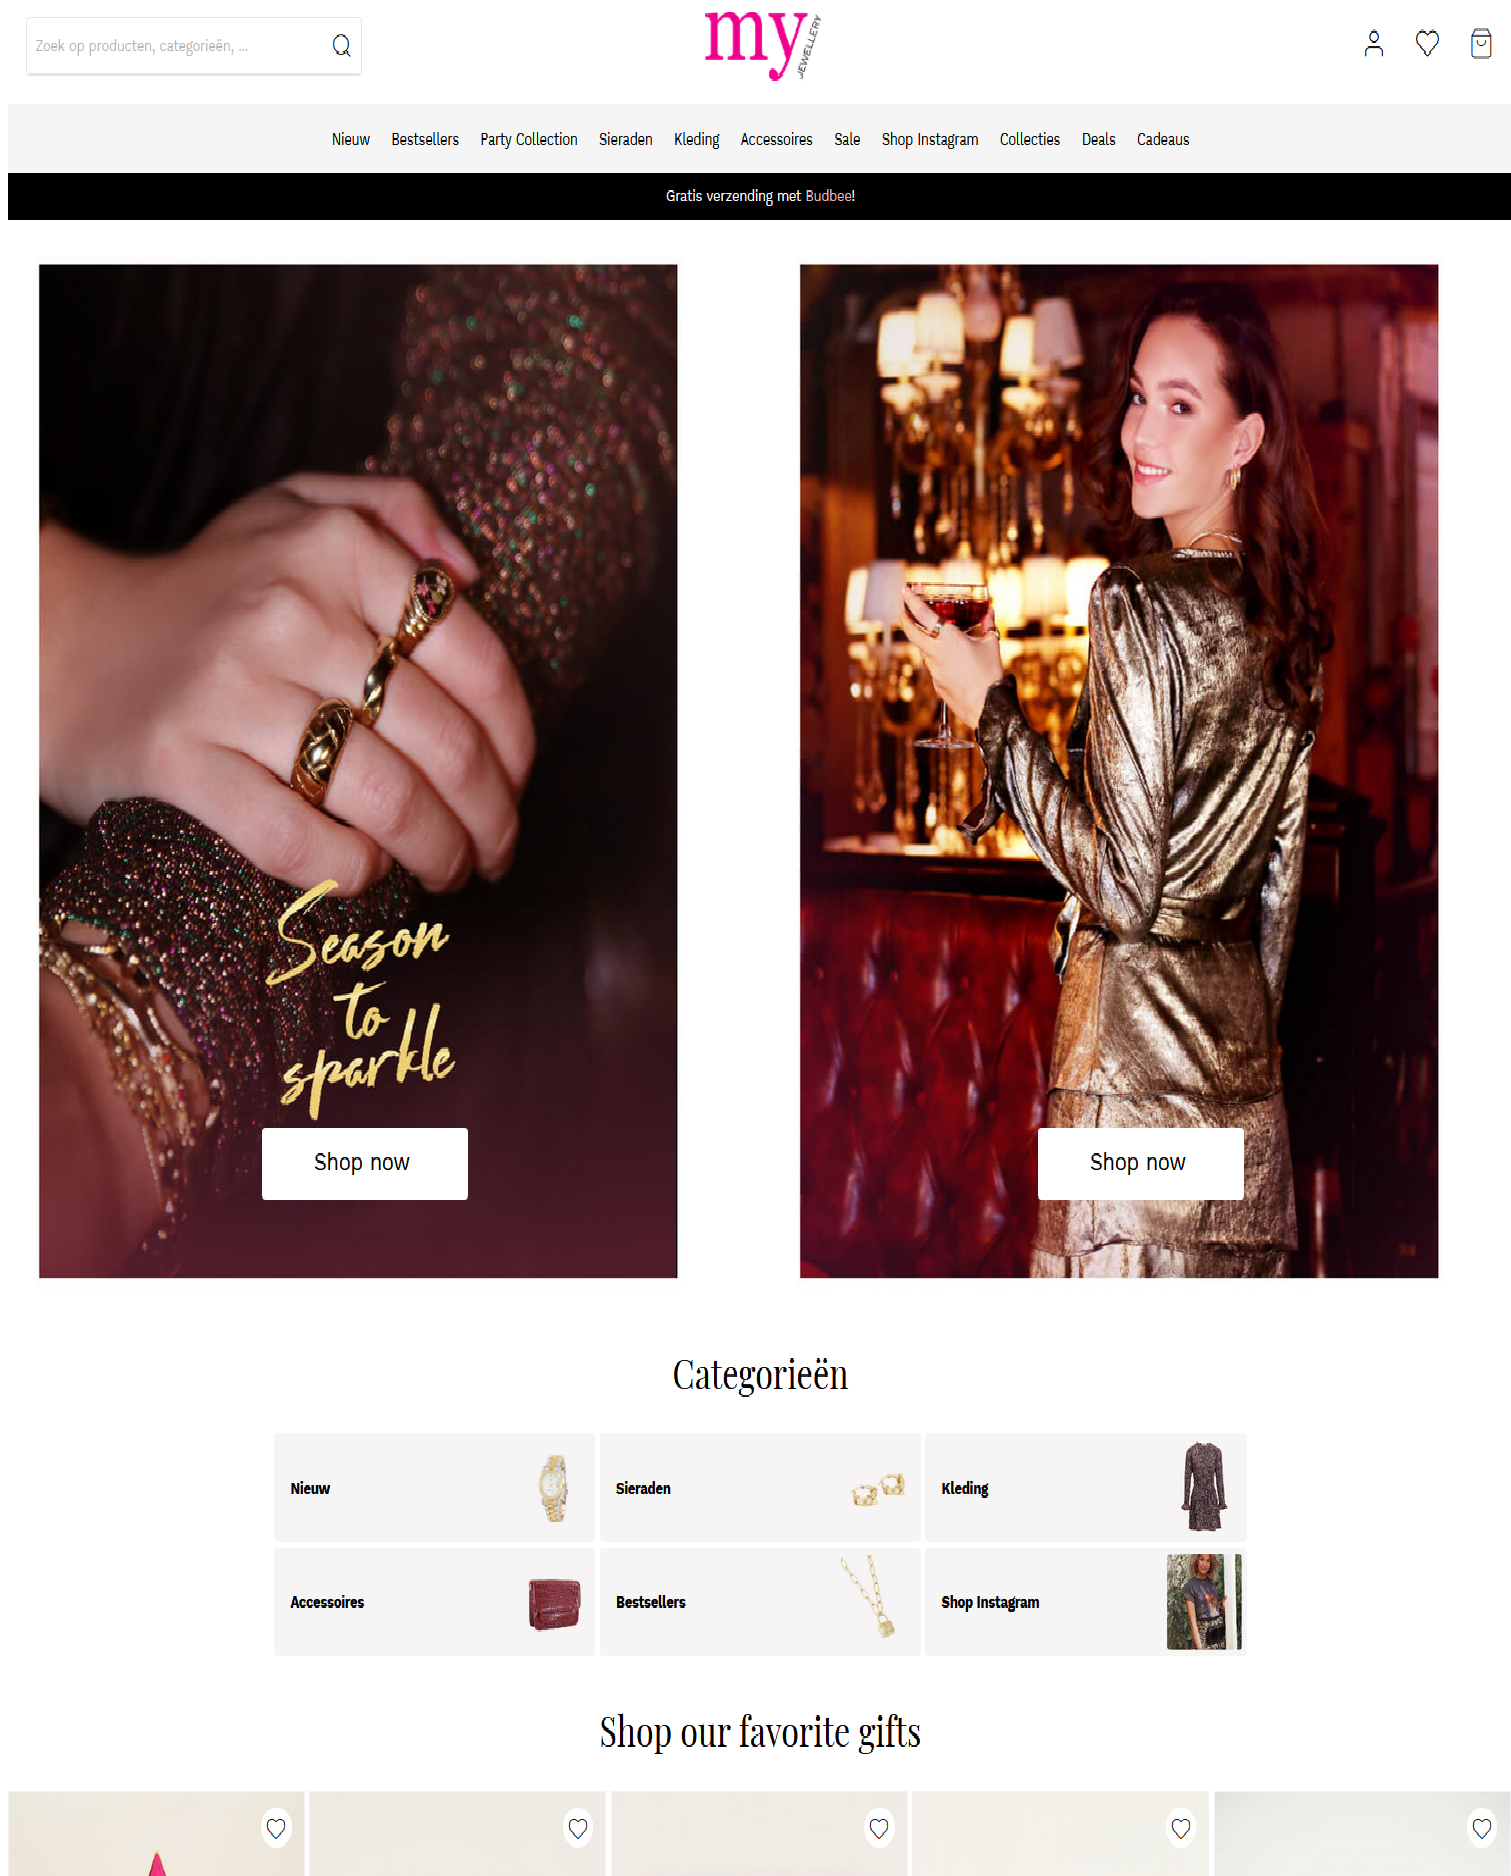 Zoek op producten, categorieën, ...
my
JEWELLERY
Nieuw Bestsellers Party Collection Sieraden Kleding Accessoires Sale Shop Instagram Collecties Deals Cadeaus
Gratis verzending met Budbee!
Season
to
sparkle
Shop now
Shop now
Categorieën
Nieuw
Sieraden
Kleding
Accessoires
Bestsellers
Shop Instagram
Shop our favorite gifts